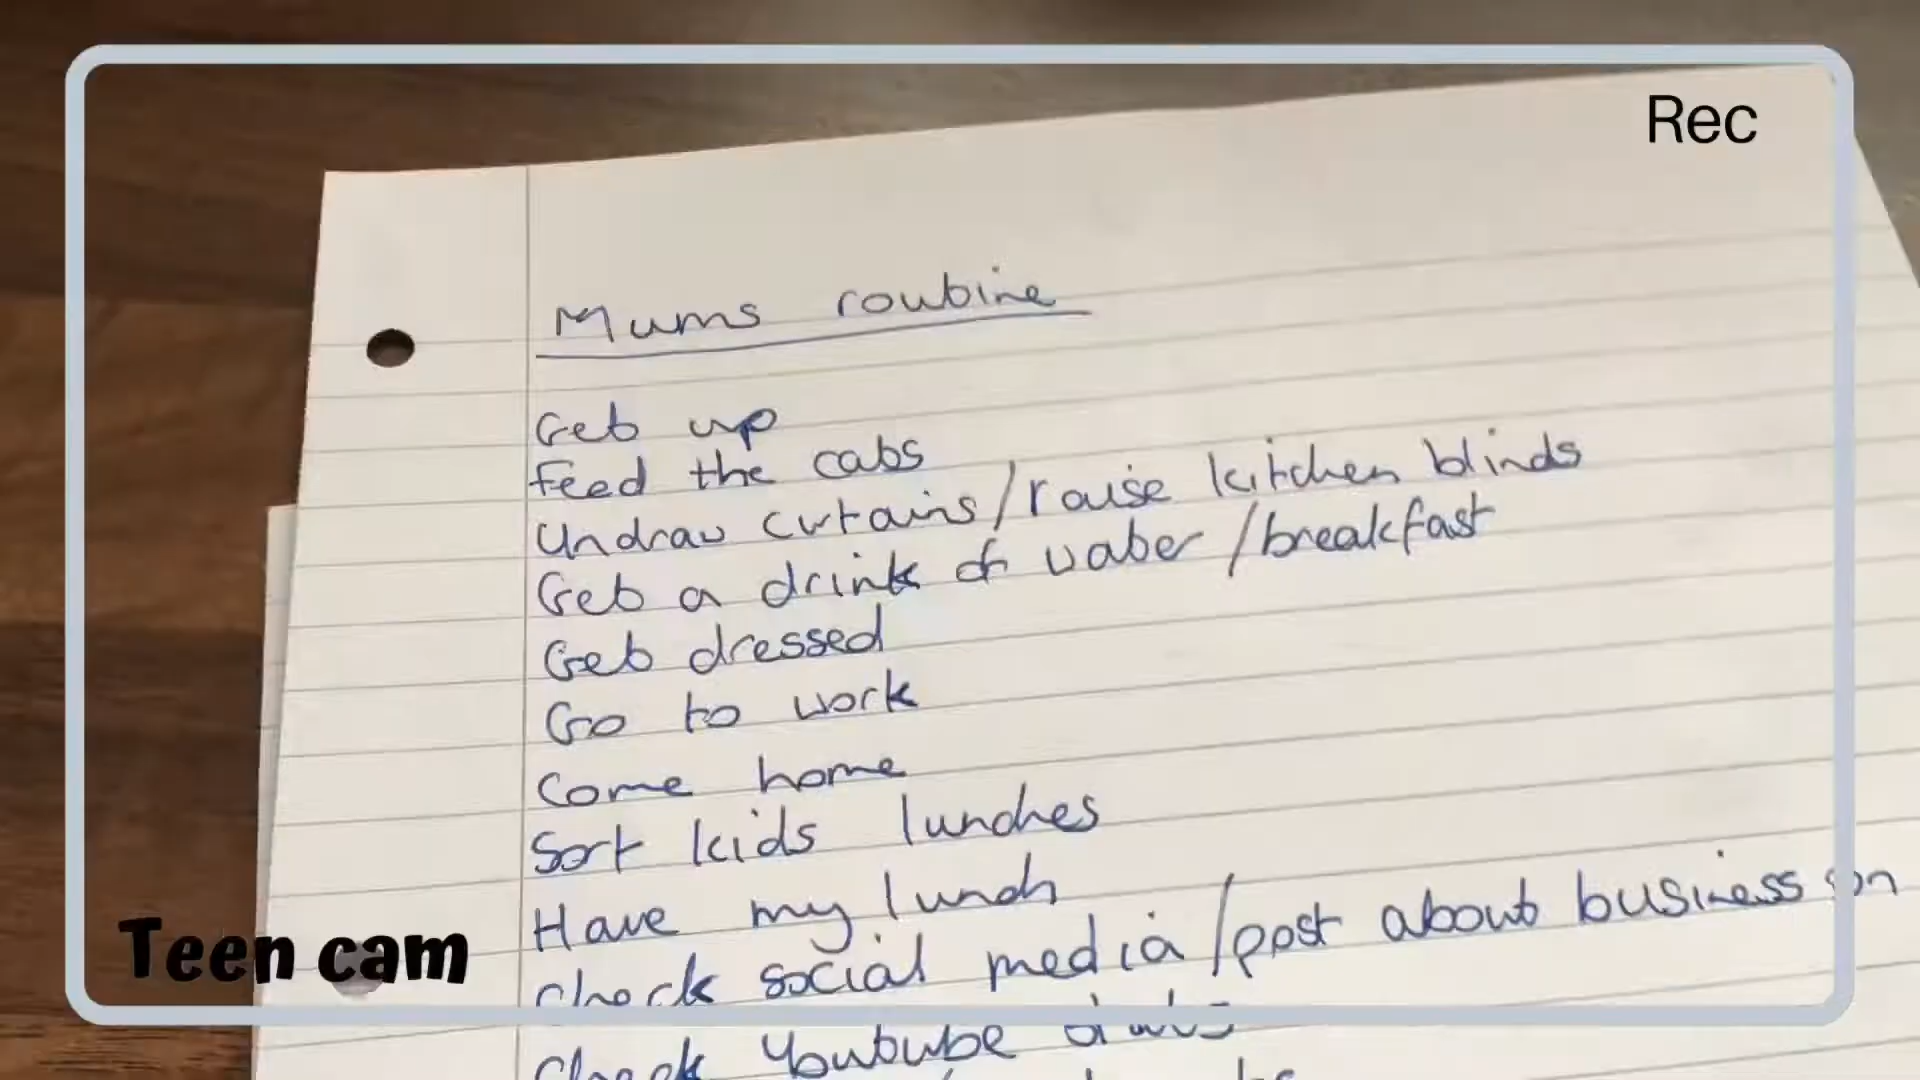 Rec
Mums routine
Get up
Feed the cats
Undraw curtains/raise kitchen blinds
Get a drink of water/breakfast
Get dressed
Go to work
Come home
Sort kids lunches
Have my lunch
Check social media/post about business on
Check Youtube
Teen cam